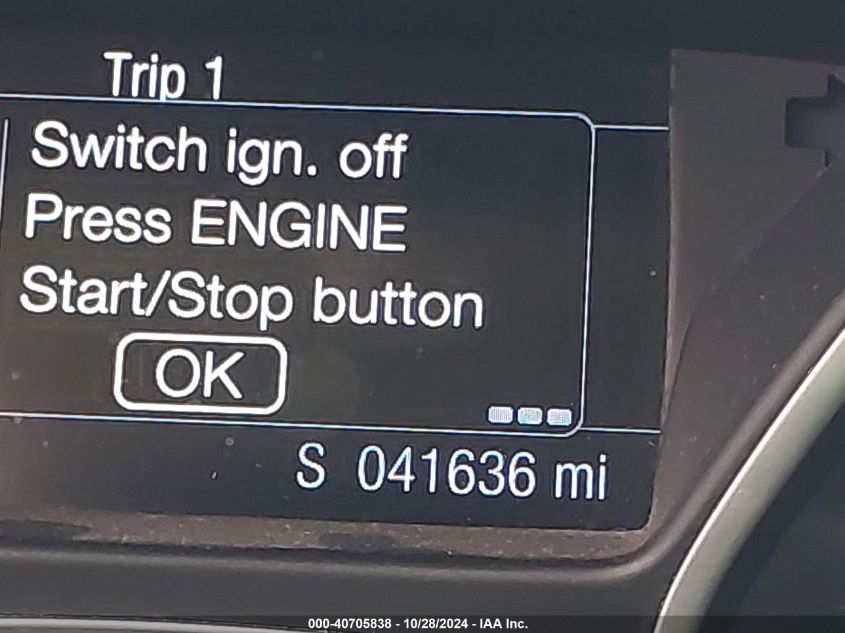 Trip 1
Switch ign. off
Press ENGINE
Start/Stop button
OK
S 041636 mi
000-40705838 - 10/28/2024 - IAA Inc.